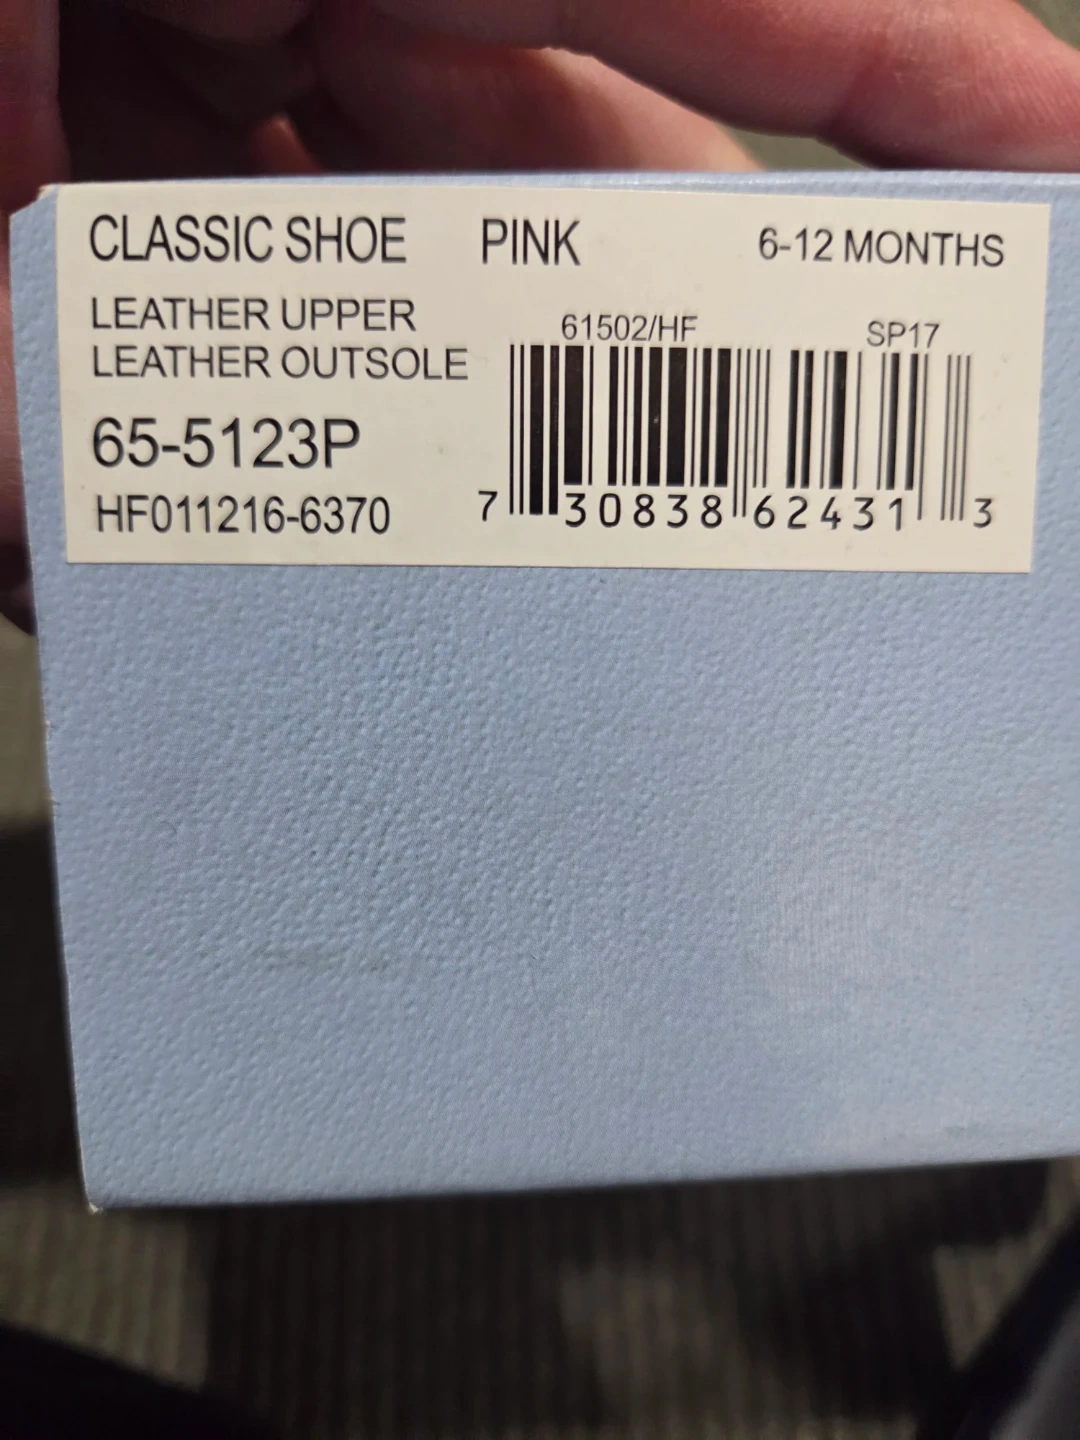 CLASSIC SHOE PINK 6-12 MONTHS
LEATHER UPPER
LEATHER OUTSOLE
61502/HF SP17
65-5123P
HF011216-6370
7 30838 62431 3